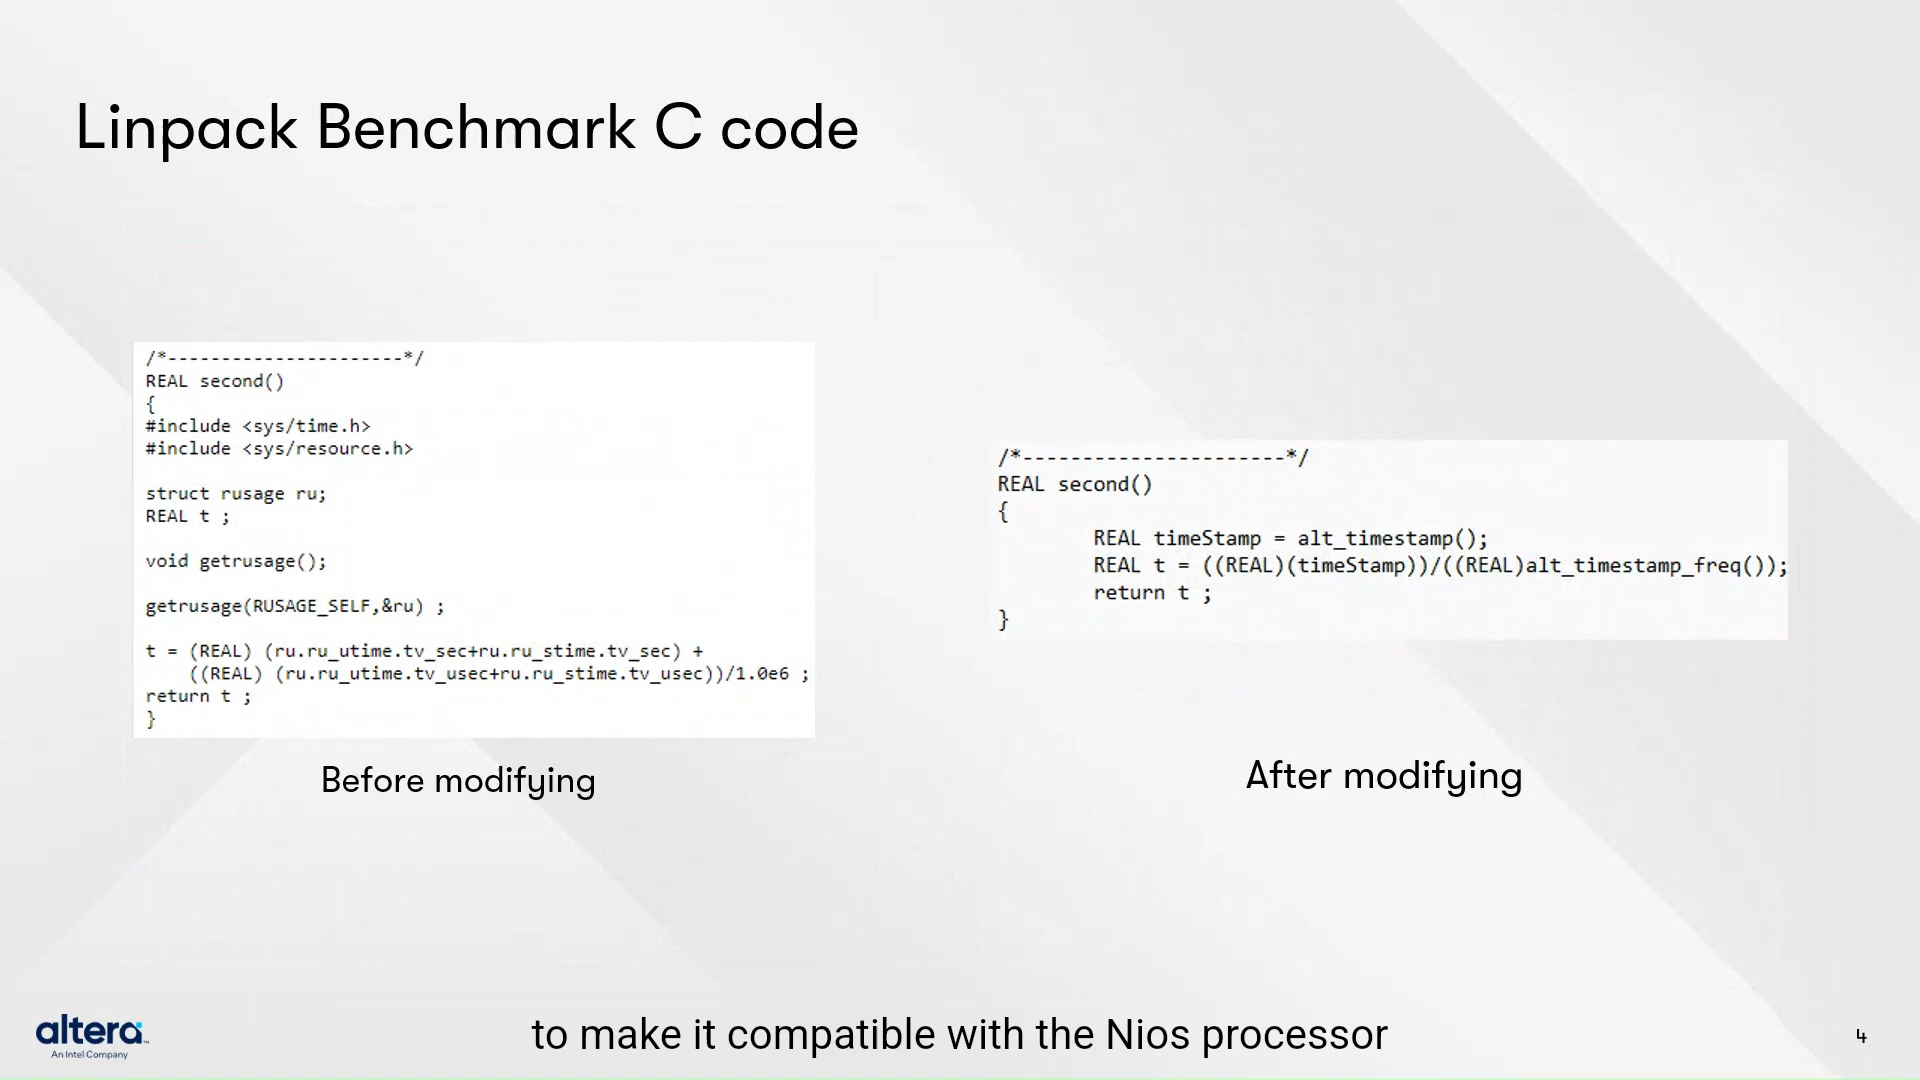 Linpack Benchmark C code
/*----------------------*/
REAL second()
{
#include <sys/time.h>
#include <sys/resource.h>
struct rusage ru;
REAL t ;
void getrusage();
getrusage(RUSAGE_SELF,&ru) ;
t = (REAL) (ru.ru_utime.tv_sec+ru.ru_stime.tv_sec) +
    ((REAL) (ru.ru_utime.tv_usec+ru.ru_stime.tv_usec))/1.0e6 ;
return t ;
}
Before modifying
/*----------------------*/
REAL second()
{
        REAL timeStamp = alt_timestamp();
        REAL t = ((REAL)(timeStamp))/((REAL)alt_timestamp_freq());
        return t ;
}
After modifying
altera™
An Intel Company
to make it compatible with the Nios processor
4